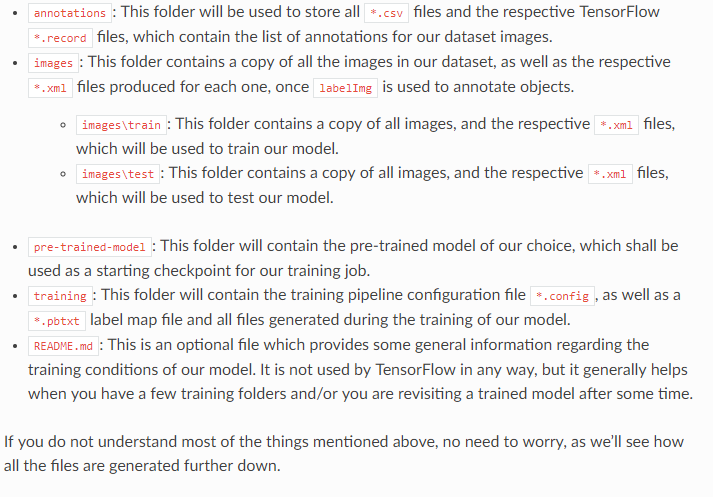 • annotations : This folder will be used to store all *.csv files and the respective TensorFlow
*.record files, which contain the list of annotations for our dataset images.
• images : This folder contains a copy of all the images in our dataset, as well as the respective
*.xml files produced for each one, once labelImg is used to annotate objects.
◦ images\train : This folder contains a copy of all images, and the respective *.xml files,
which will be used to train our model.
◦ images\test : This folder contains a copy of all images, and the respective *.xml files,
which will be used to test our model.
• pre-trained-model : This folder will contain the pre-trained model of our choice, which shall be
used as a starting checkpoint for our training job.
• training : This folder will contain the training pipeline configuration file *.config , as well as a
*.pbtxt label map file and all files generated during the training of our model.
• README.md : This is an optional file which provides some general information regarding the
training conditions of our model. It is not used by TensorFlow in any way, but it generally helps
when you have a few training folders and/or you are revisiting a trained model after some time.
If you do not understand most of the things mentioned above, no need to worry, as we'll see how
all the files are generated further down.